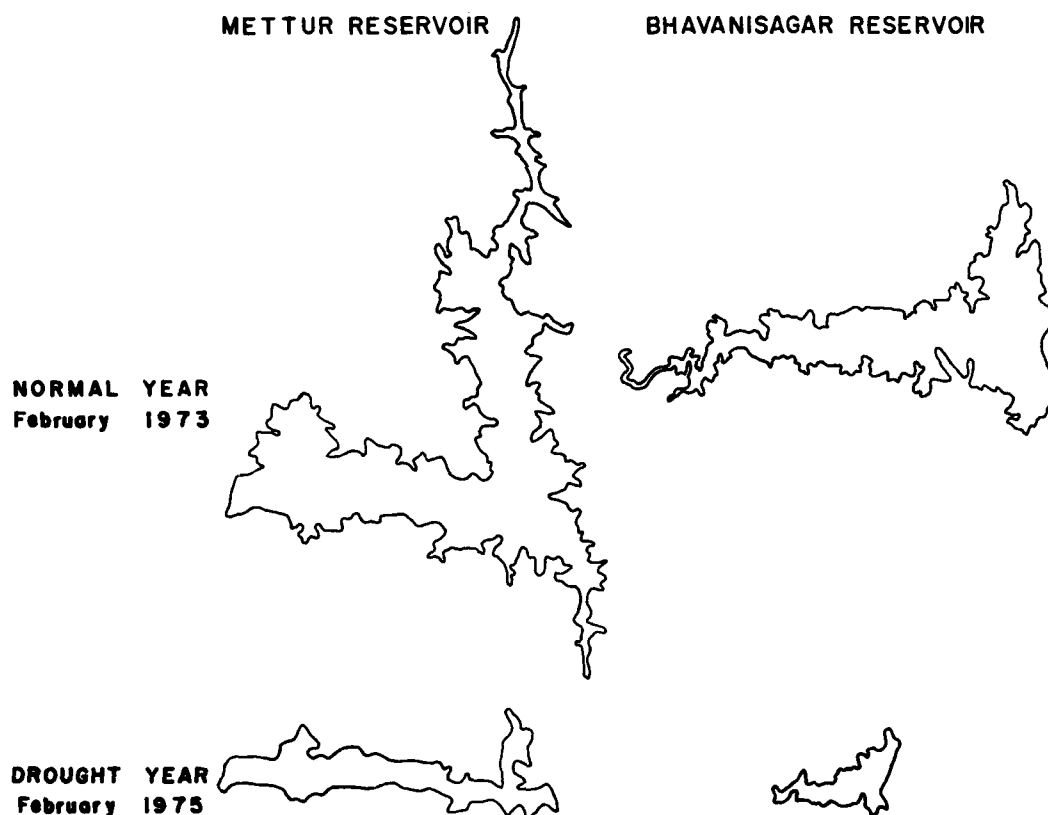 METTUR RESERVOIR
BHAVANISAGAR RESERVOIR
NORMAL YEAR
February 1973
DROUGHT YEAR
February 1975